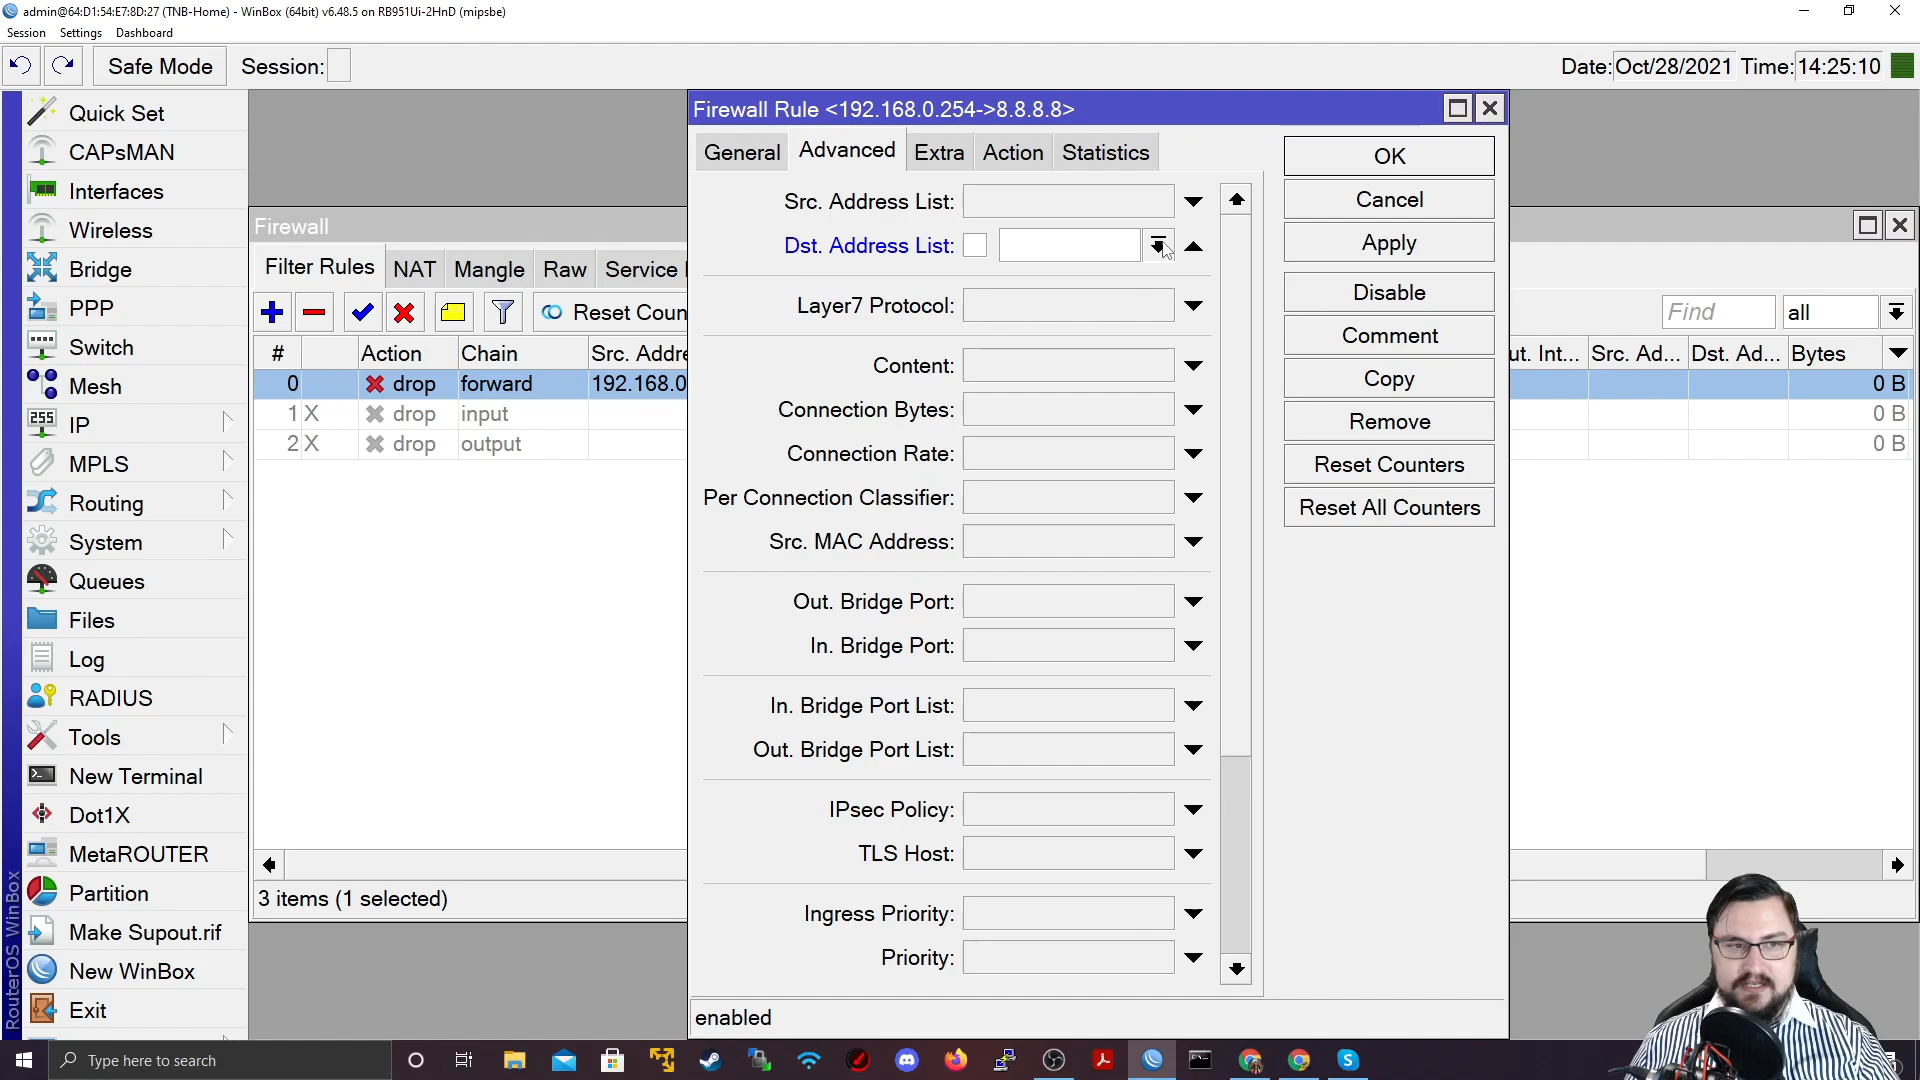 admin@64:D1:54:E7:8D:27 (TNB-Home) - WinBox (64bit) v6.48.5 on RB951Ui-2HnD (mipsbe)
Session Settings Dashboard
Safe Mode Session: Date: Oct/28/2021 Time: 14:25:10
Quick Set
CAPsMAN
Interfaces
Wireless
Bridge
PPP
Switch
Mesh
IP
MPLS
Routing
System
Queues
Files
Log
RADIUS
Tools
New Terminal
Dot1X
MetaROUTER
Partition
Make Supout.rif
New WinBox
Exit
RouterOS WinBox
Firewall
Filter Rules NAT Mangle Raw Service
Reset Coun
Find all
# Action Chain Src. Addre
ut. Int... Src. Ad... Dst. Ad... Bytes
0 drop forward 192.168.0 0 B
1 X drop input 0 B
2 X drop output 0 B
3 items (1 selected)
Firewall Rule <192.168.0.254->8.8.8.8>
General Advanced Extra Action Statistics
Src. Address List:
Dst. Address List:
Layer7 Protocol:
Content:
Connection Bytes:
Connection Rate:
Per Connection Classifier:
Src. MAC Address:
Out. Bridge Port:
In. Bridge Port:
In. Bridge Port List:
Out. Bridge Port List:
IPsec Policy:
TLS Host:
Ingress Priority:
Priority:
enabled
OK
Cancel
Apply
Disable
Comment
Copy
Remove
Reset Counters
Reset All Counters
Type here to search